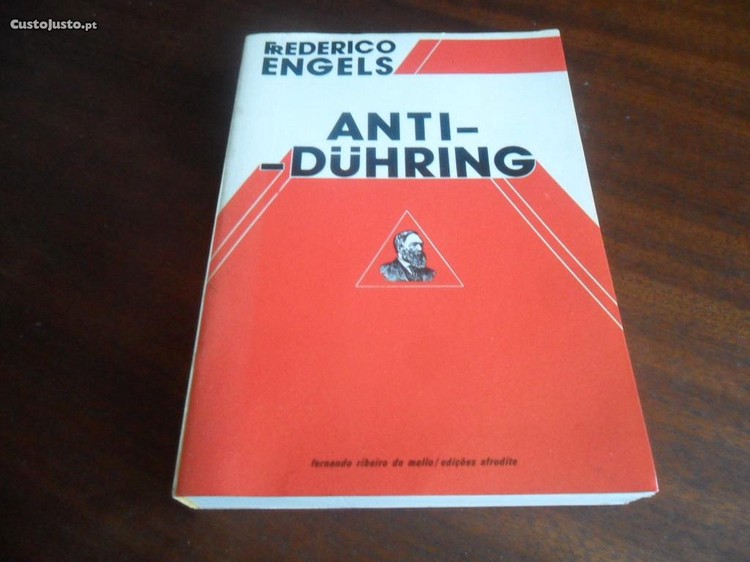 CustoJusto.pt
FREDERICO
ENGELS
ANTI-
-DÜHRING
fernando ribeiro de mello/edições afrodite